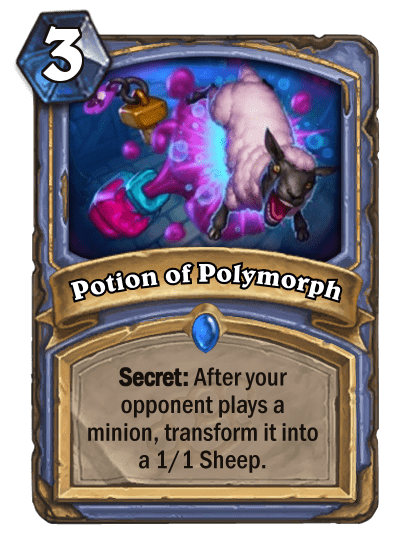 3
Potion of Polymorph
Secret: After your
opponent plays a
minion, transform it into
a 1/1 Sheep.